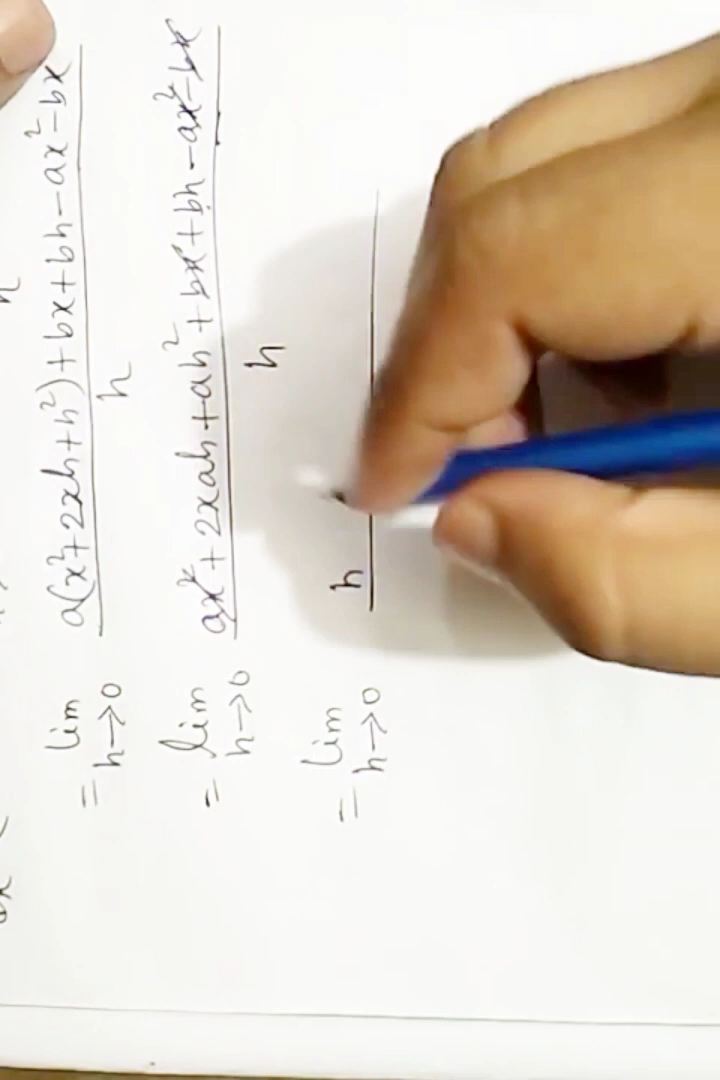 = lim h→0 a(x²+2xh+h²)+bx+bh-ax²-bx / h
= lim h→0 ax²+2xah+ah²+bx+bh-ax²-bx / h
= lim h→0 h